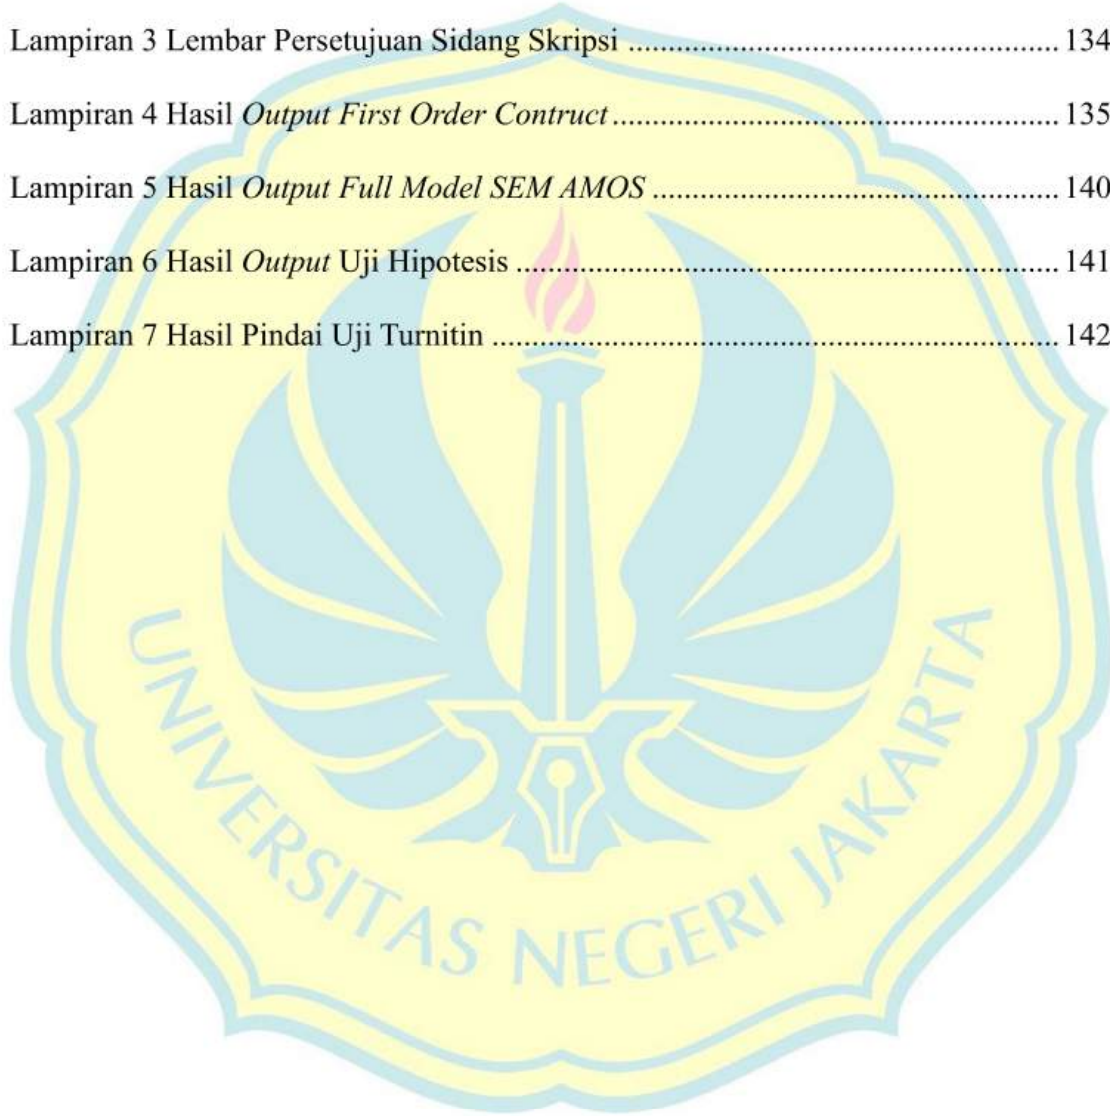 Lampiran 3 Lembar Persetujuan Sidang Skripsi ........................................................ 134
Lampiran 4 Hasil Output First Order Contruct .......................................................... 135
Lampiran 5 Hasil Output Full Model SEM AMOS ..................................................... 140
Lampiran 6 Hasil Output Uji Hipotesis ...................................................................... 141
Lampiran 7 Hasil Pindai Uji Turnitin ......................................................................... 142
UNIVERSITAS NEGERI JAKARTA